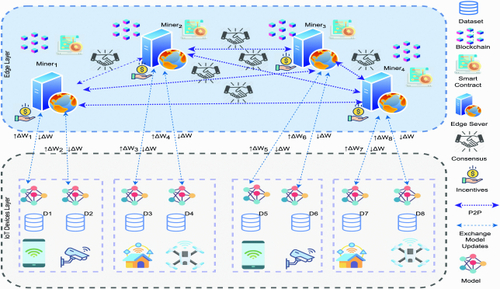 Edge Layer
Miner1
Miner2
Miner3
Miner4
↑ΔW1 ↓ΔW
↑ΔW2 ↓ΔW
↑ΔW3 ↓ΔW
↑ΔW4 ↓ΔW
↑ΔW5 ↓ΔW
↑ΔW6 ↓ΔW
↑ΔW7 ↓ΔW
↑ΔW8 ↓ΔW
IoT Devices Layer
D1
D2
D3
D4
D5
D6
D7
D8
Dataset
Blockchain
Smart
Contract
Edge Sever
Consensus
Incentives
P2P
Exchange
Model
Updates
Model